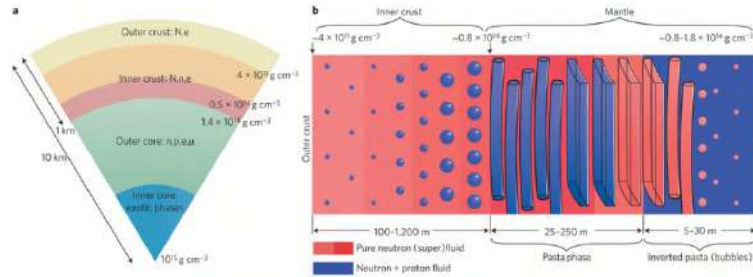 a
Outer crust: N,e
Inner crust: N,n,e
4 × 10¹¹ g cm⁻³
0.5 × 10¹⁴ g cm⁻³
1.4 × 10¹⁴ g cm⁻³
Outer core: n,p,e,μ
1 km
10 km
Inner core:
exotic phases
10¹⁵ g cm⁻³
b
Inner crust
Mantle
~4 × 10¹¹ g cm⁻³
~0.8 × 10¹⁴ g cm⁻³
~0.8-1.8 × 10¹⁴ g cm⁻³
Outer crust
100-1,200 m
25-250 m
5-30 m
Pure neutron (super)fluid
Neutron + proton fluid
Pasta phase
Inverted pasta (bubbles)